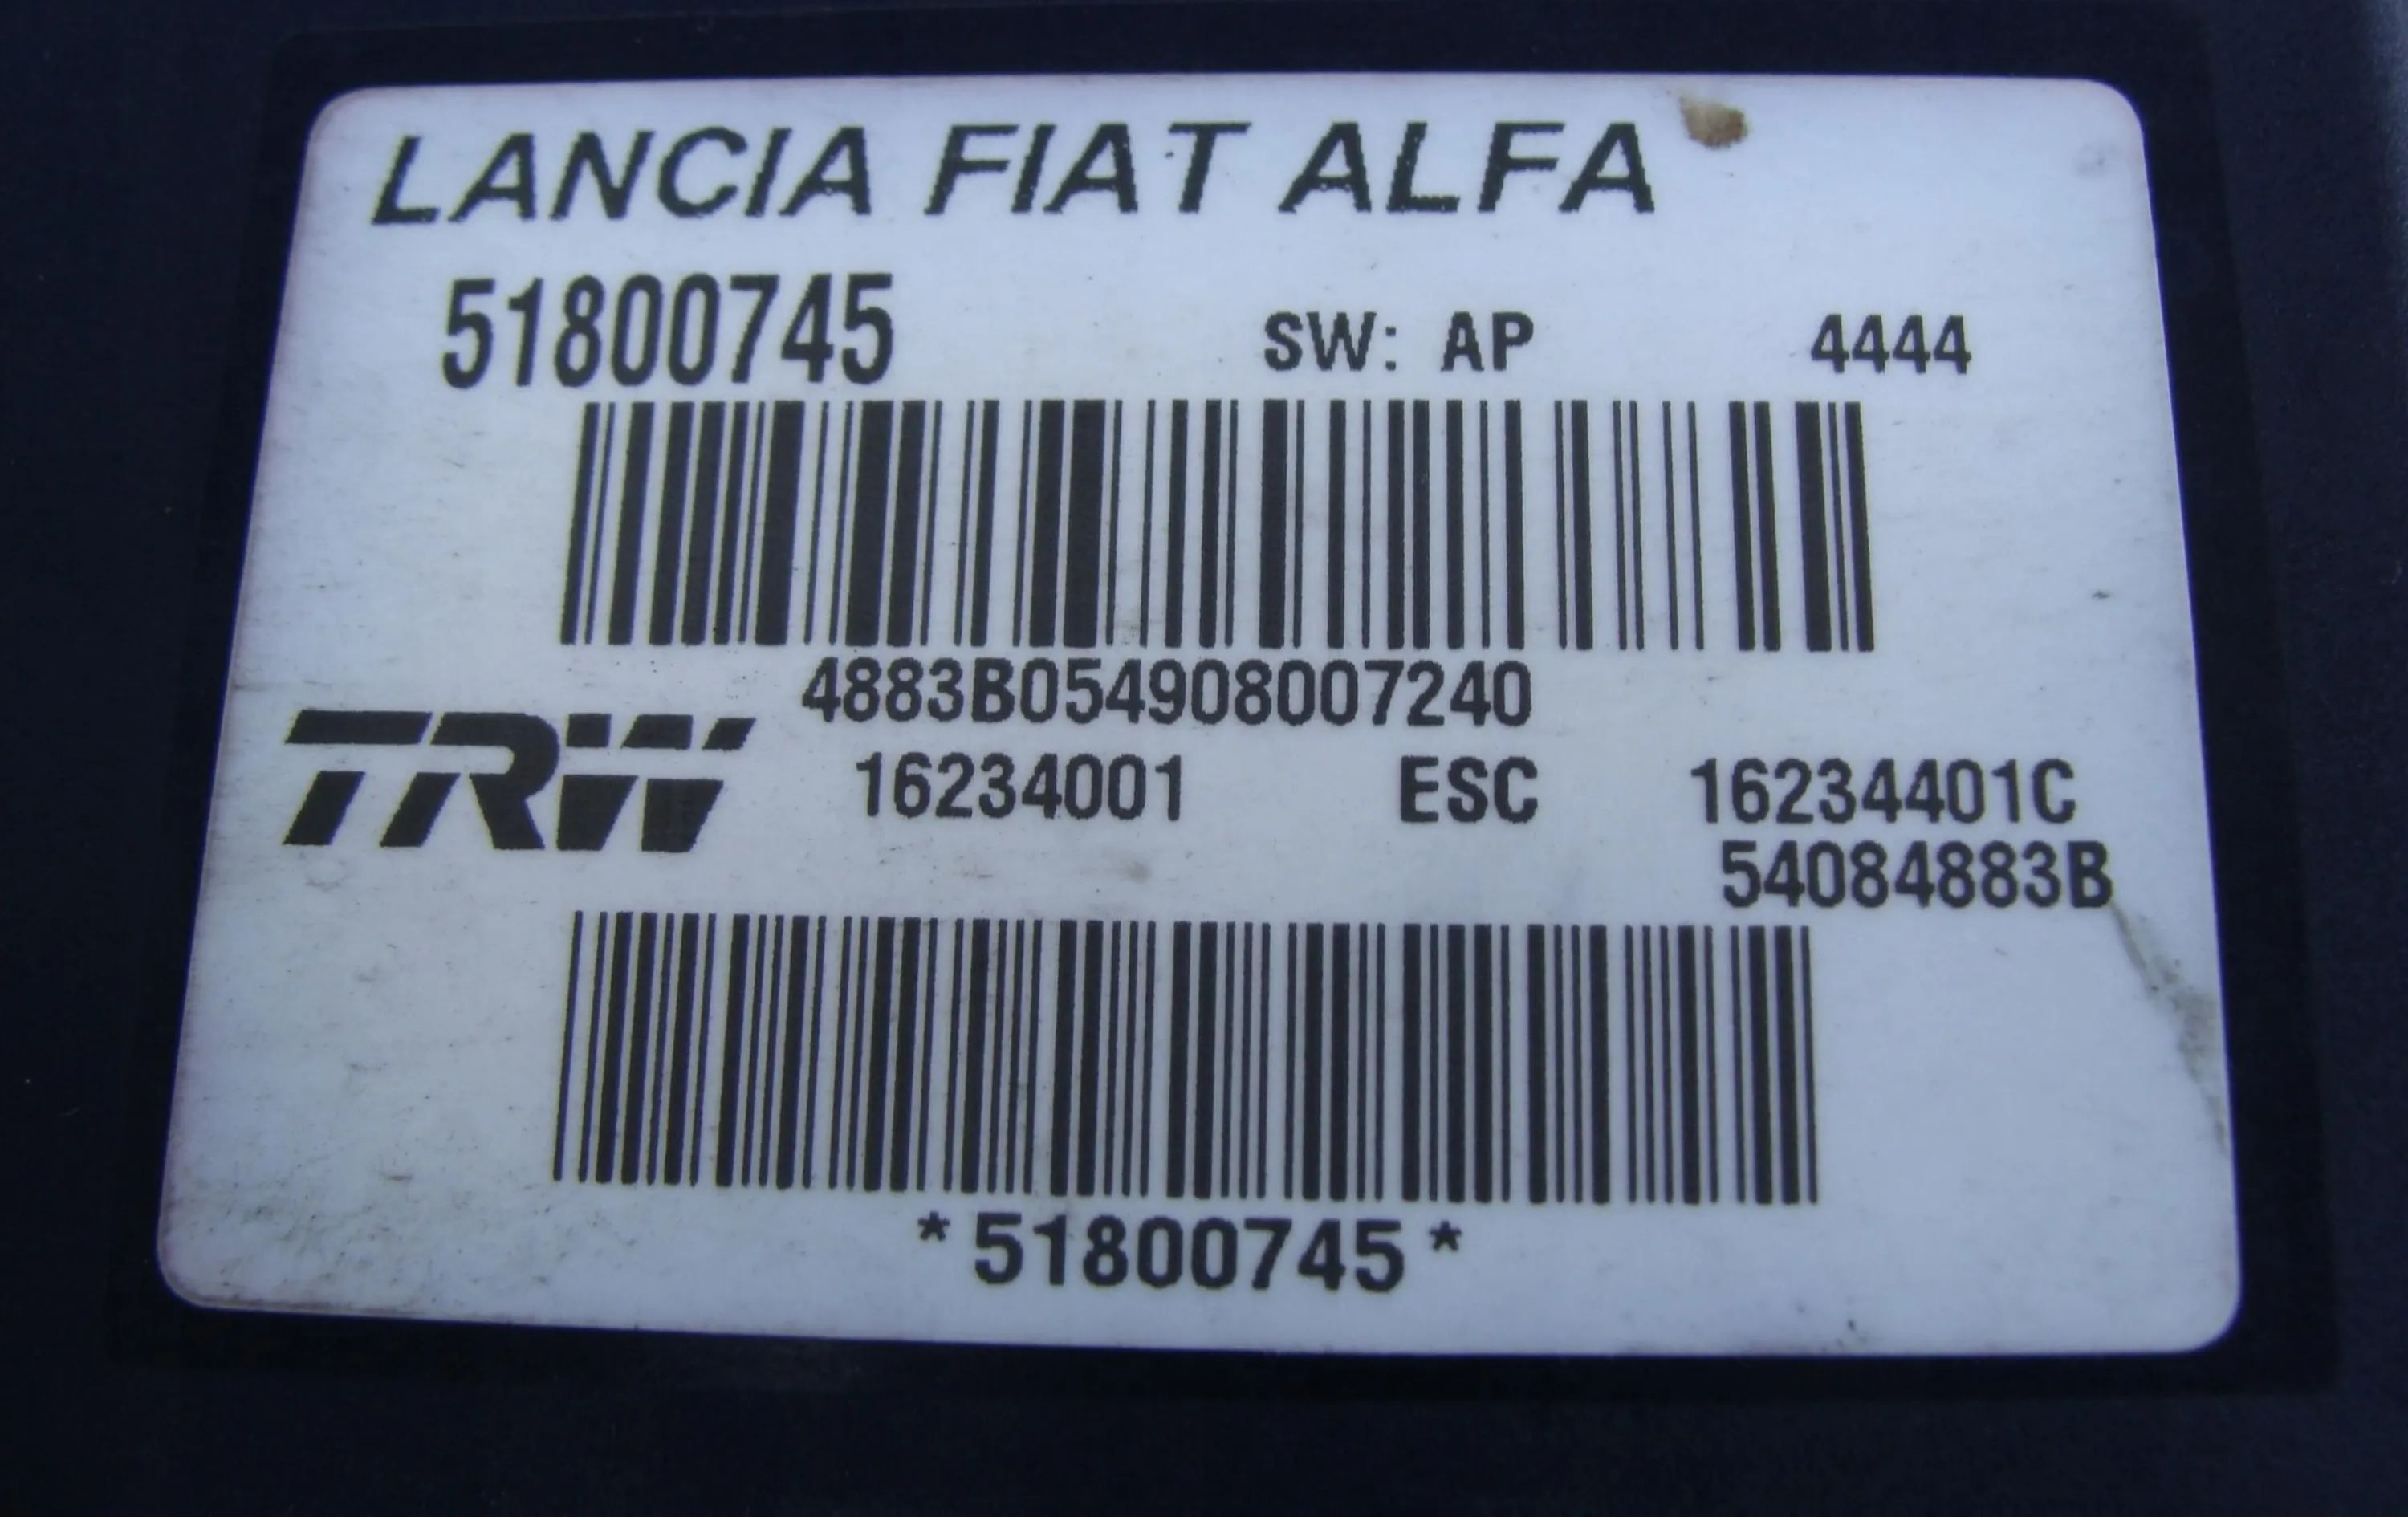 LANCIA FIAT ALFA
51800745 SW: AP 4444
4883B054908007240
TRW 16234001 ESC 16234401C
54084883B
*51800745*